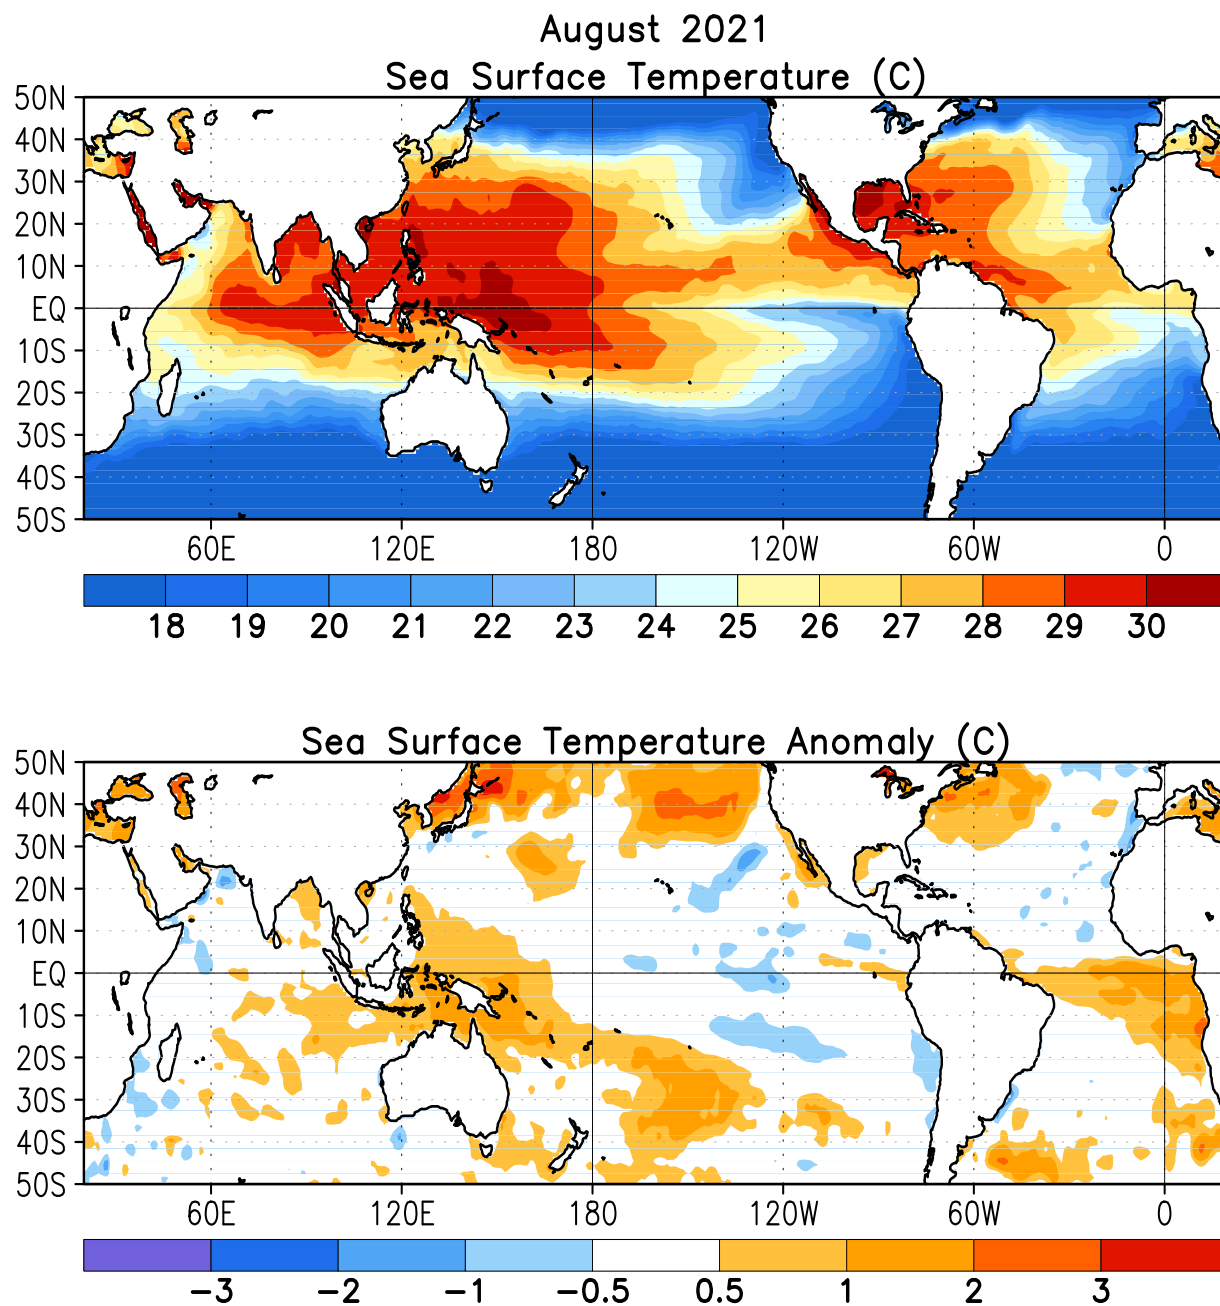 August 2021
Sea Surface Temperature (C)
50N
40N
30N
20N
10N
EQ
10S
20S
30S
40S
50S
60E 120E 180 120W 60W 0
18 19 20 21 22 23 24 25 26 27 28 29 30
Sea Surface Temperature Anomaly (C)
50N
40N
30N
20N
10N
EQ
10S
20S
30S
40S
50S
60E 120E 180 120W 60W 0
-3 -2 -1 -0.5 0.5 1 2 3